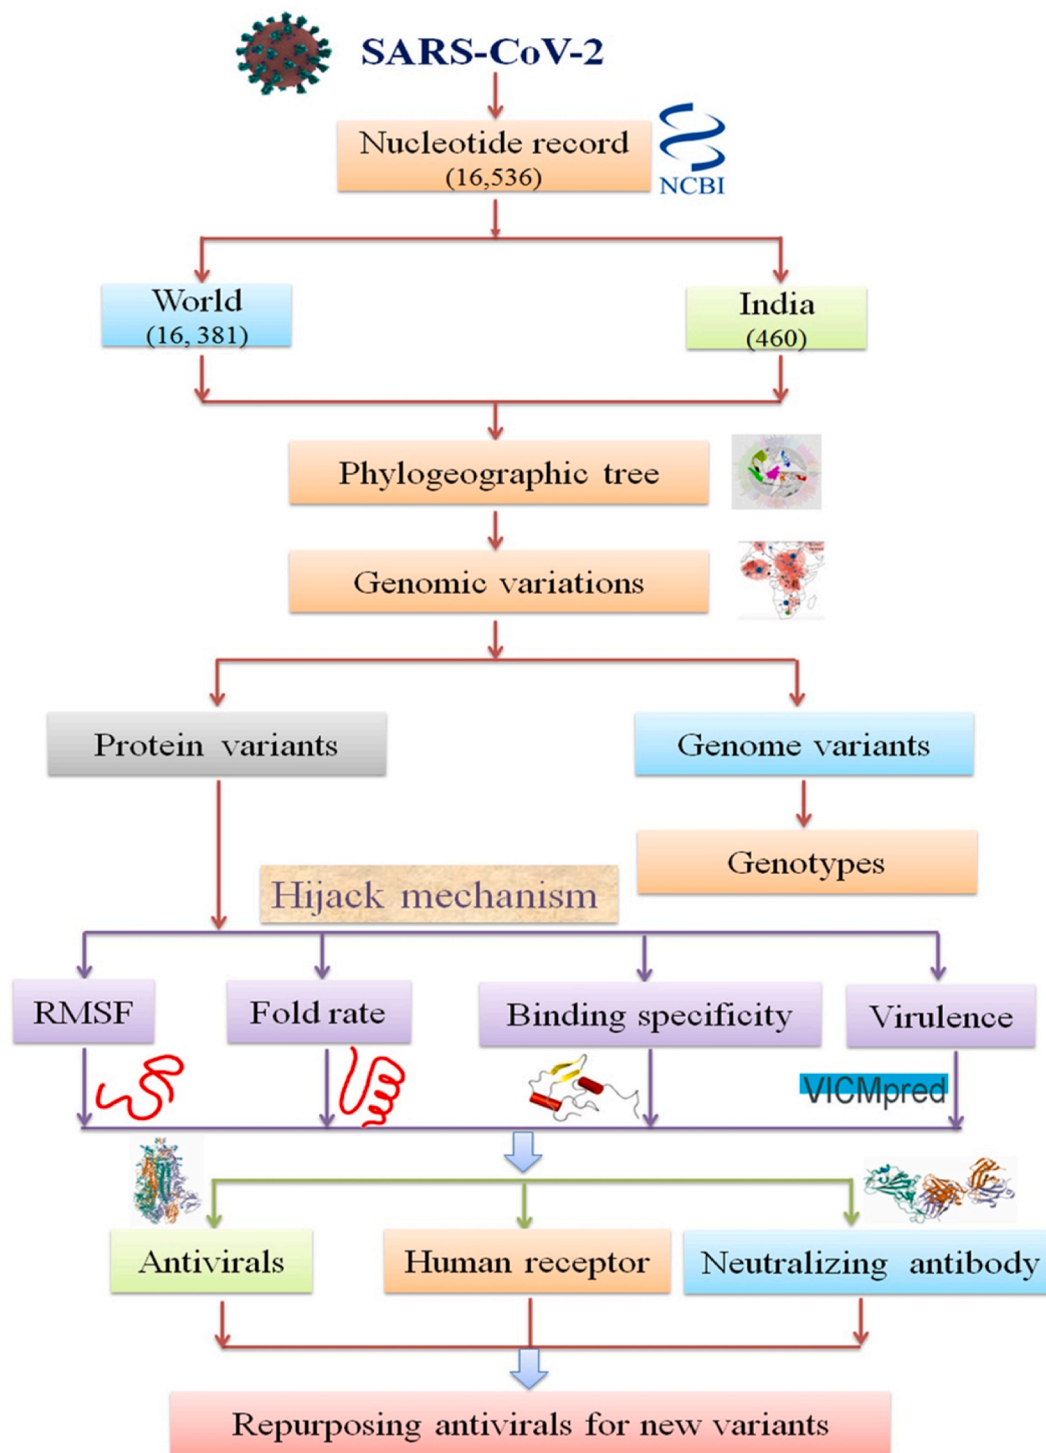 SARS-CoV-2
Nucleotide record
(16,536)
NCBI
World
(16, 381)
India
(460)
Phylogeographic tree
Genomic variations
Protein variants
Genome variants
Genotypes
Hijack mechanism
RMSF
Fold rate
Binding specificity
Virulence
VICMpred
Antivirals
Human receptor
Neutralizing antibody
Repurposing antivirals for new variants